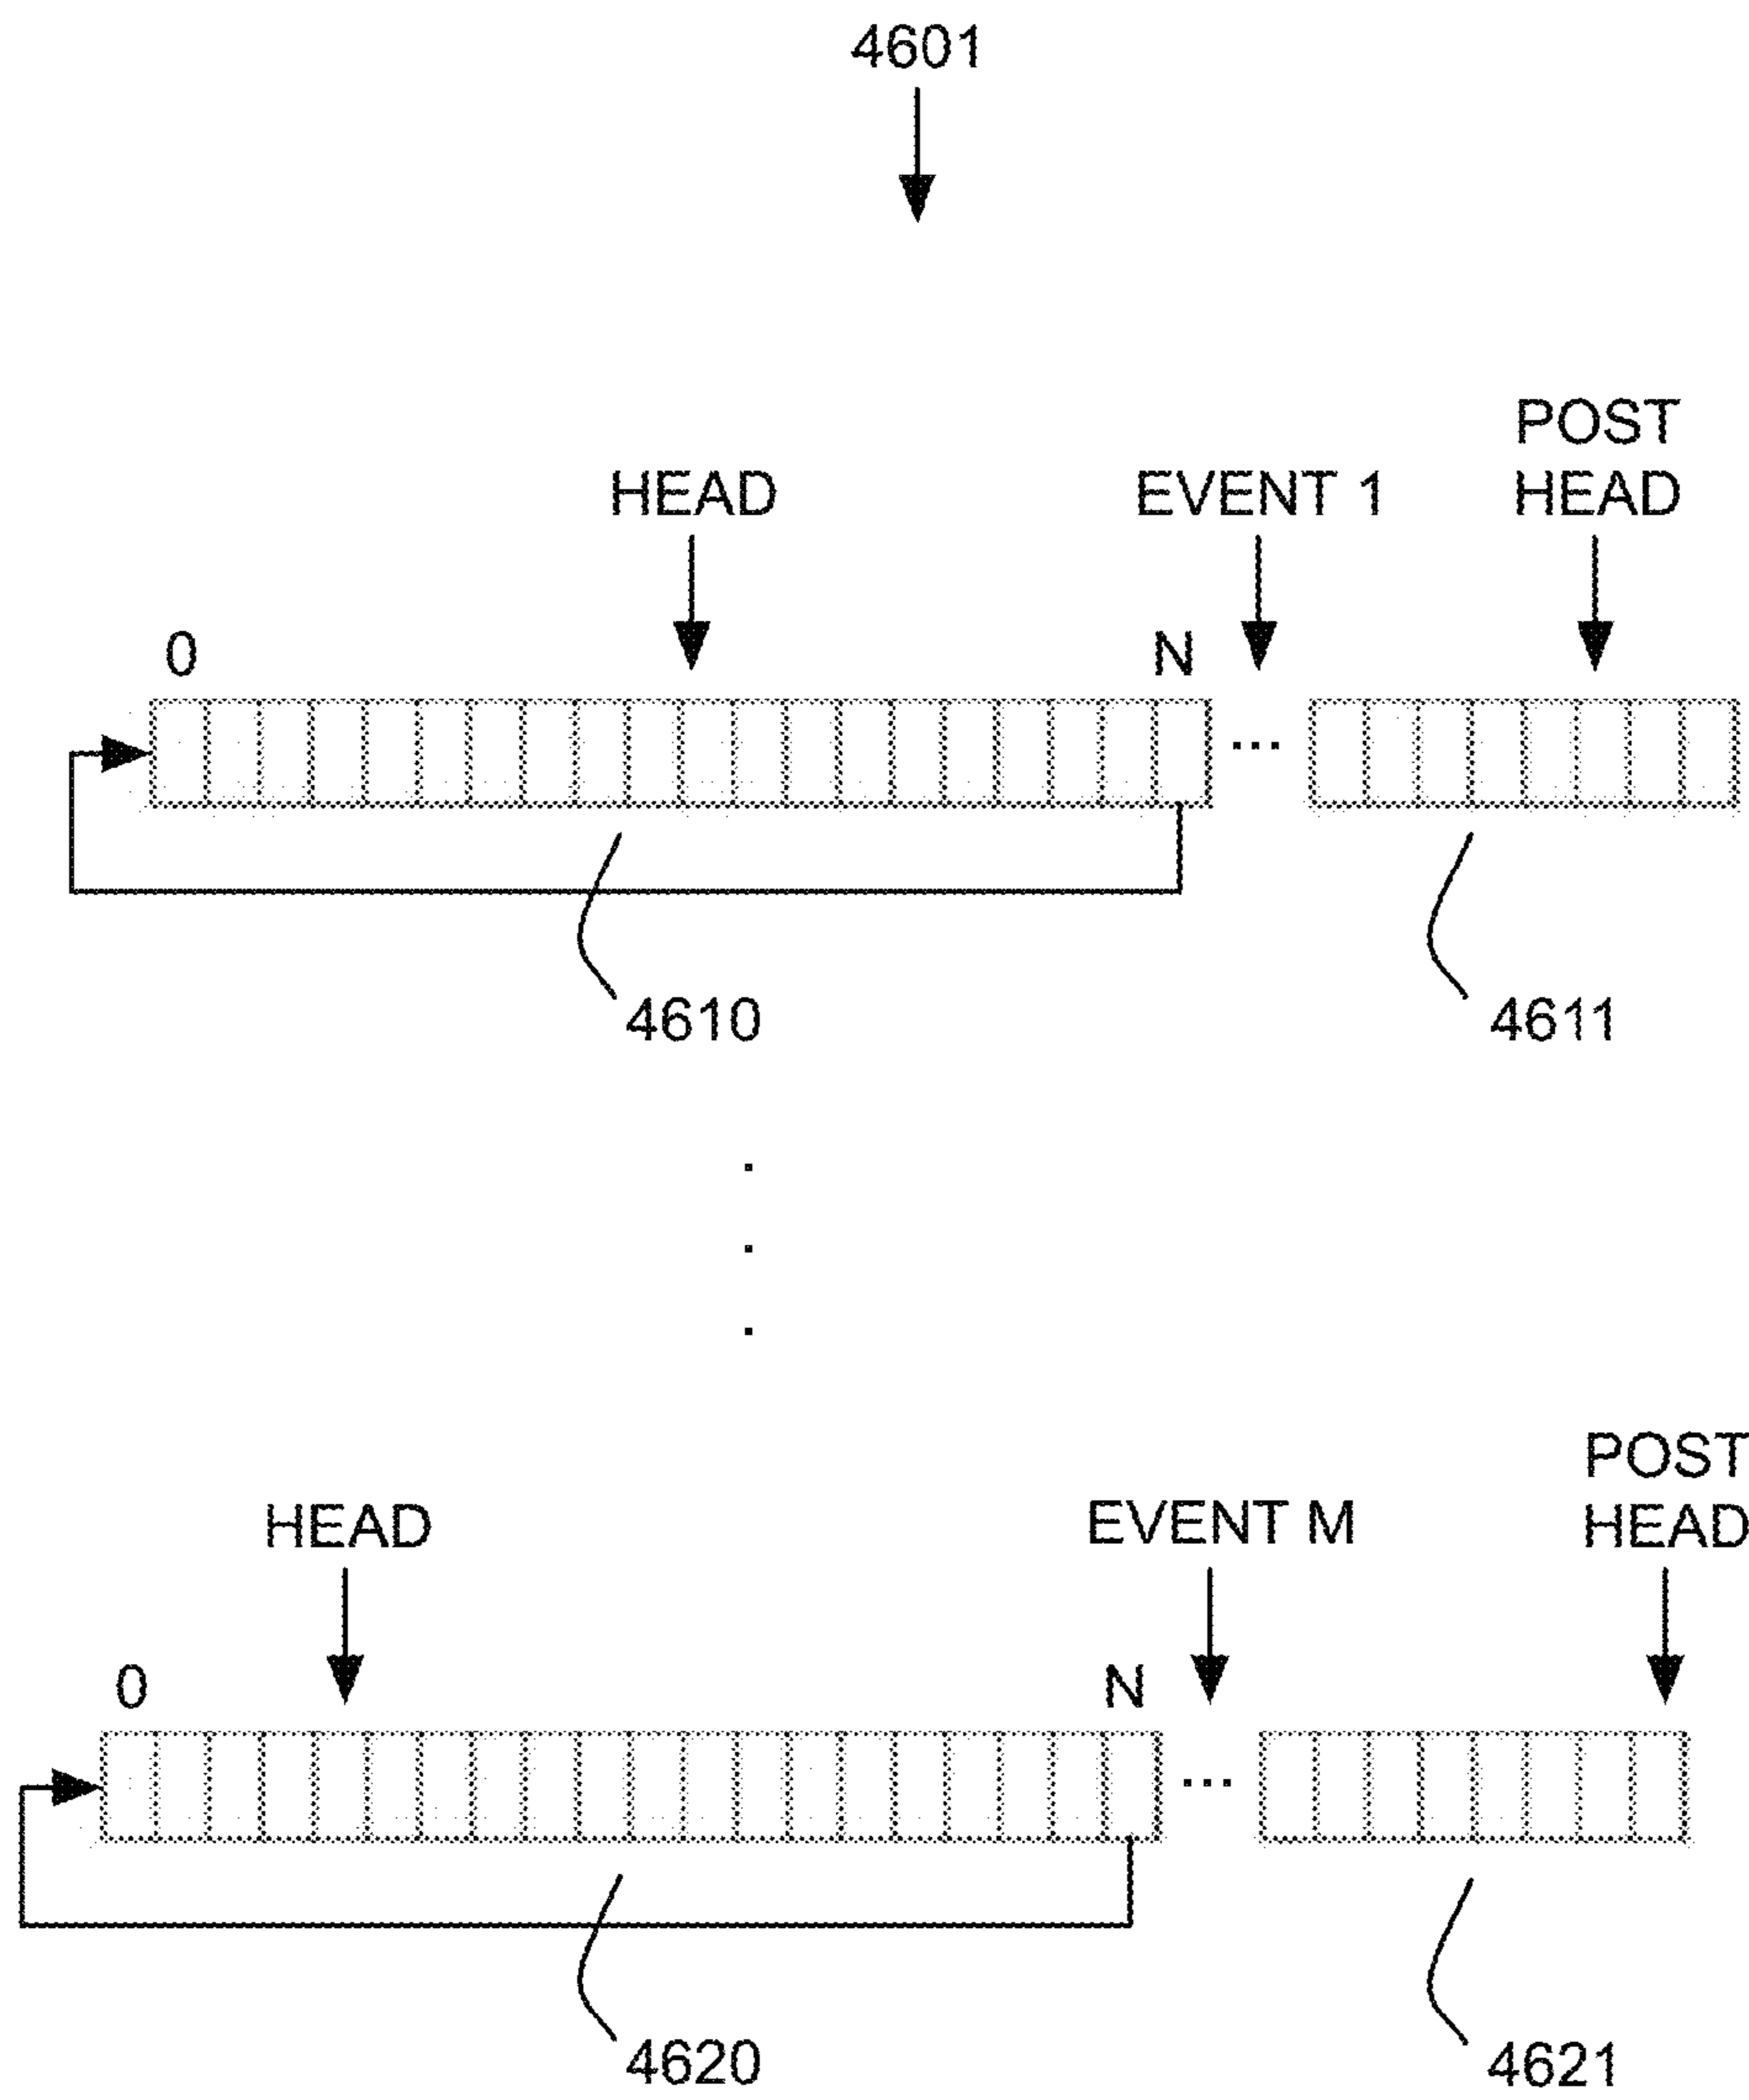 4601
POST
HEAD
EVENT 1
HEAD
0
N
...
4610
4611
POST
HEAD
EVENT M
HEAD
0
N
...
4620
4621